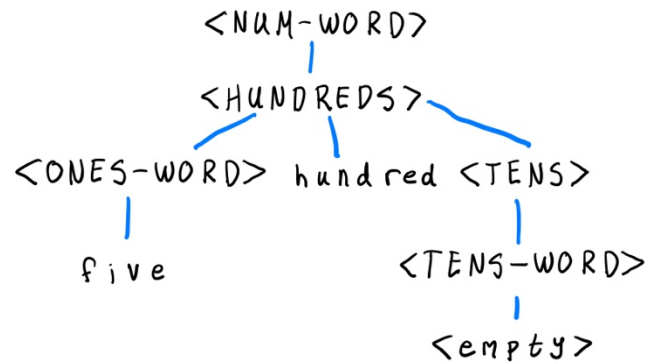 <NUM-WORD>
<HUNDREDS>
<ONES-WORD> hundred <TENS>
five <TENS-WORD>
<empty>